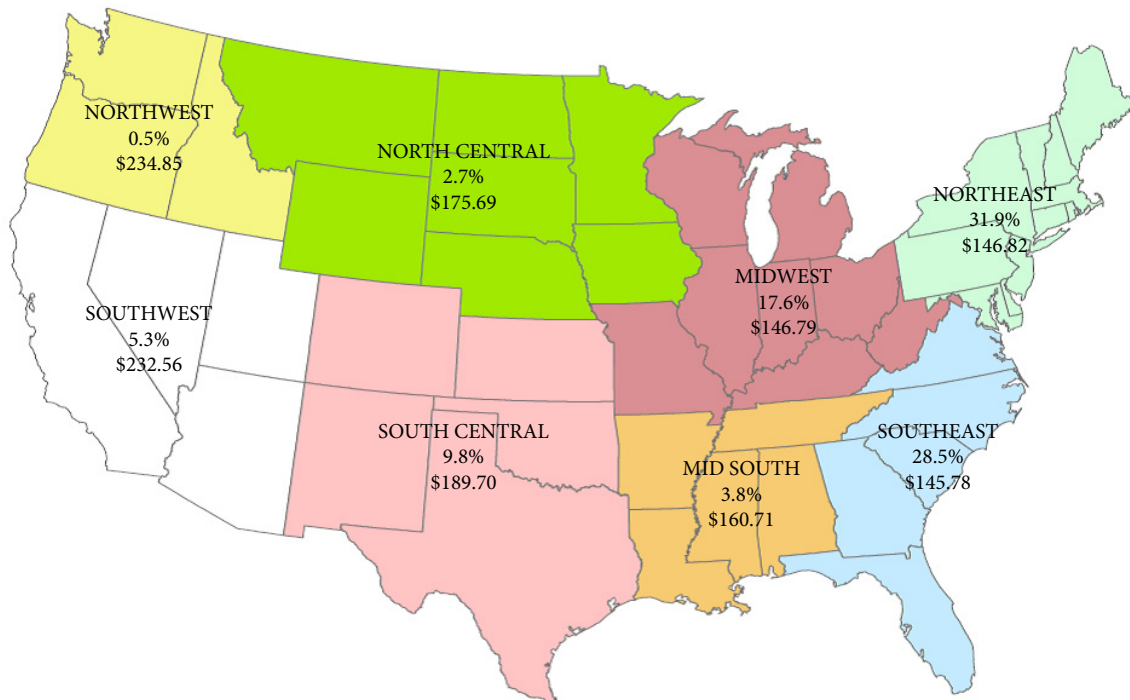 NORTHWEST
0.5%
$234.85
NORTH CENTRAL
2.7%
$175.69
NORTHEAST
31.9%
$146.82
SOUTHWEST
5.3%
$232.56
MIDWEST
17.6%
$146.79
SOUTH CENTRAL
9.8%
$189.70
MID SOUTH
3.8%
$160.71
SOUTHEAST
28.5%
$145.78